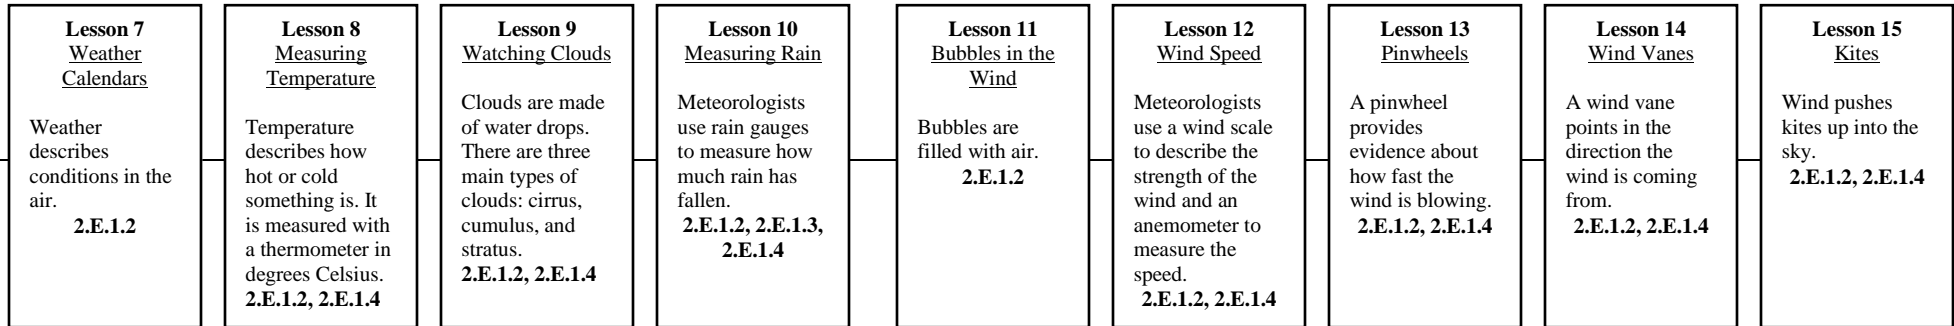 Lesson 7
Weather
Calendars
Weather
describes
conditions in the
air.
2.E.1.2
Lesson 8
Measuring
Temperature
Temperature
describes how
hot or cold
something is. It
is measured with
a thermometer in
degrees Celsius.
2.E.1.2, 2.E.1.4
Lesson 9
Watching Clouds
Clouds are made
of water drops.
There are three
main types of
clouds: cirrus,
cumulus, and
stratus.
2.E.1.2, 2.E.1.4
Lesson 10
Measuring Rain
Meteorologists
use rain gauges
to measure how
much rain has
fallen.
2.E.1.2, 2.E.1.3,
2.E.1.4
Lesson 11
Bubbles in the
Wind
Bubbles are
filled with air.
2.E.1.2
Lesson 12
Wind Speed
Meteorologists
use a wind scale
to describe the
strength of the
wind and an
anemometer to
measure the
speed.
2.E.1.2, 2.E.1.4
Lesson 13
Pinwheels
A pinwheel
provides
evidence about
how fast the
wind is blowing.
2.E.1.2, 2.E.1.4
Lesson 14
Wind Vanes
A wind vane
points in the
direction the
wind is coming
from.
2.E.1.2, 2.E.1.4
Lesson 15
Kites
Wind pushes
kites up into the
sky.
2.E.1.2, 2.E.1.4